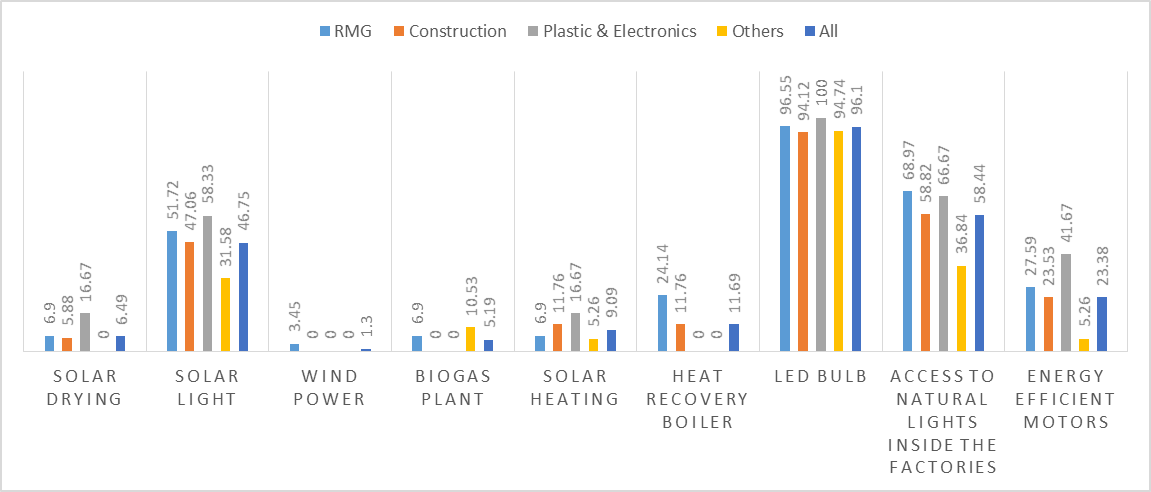 RMG Construction Plastic & Electronics Others All
6.9 5.88 16.67 0 6.49
51.72 47.06 58.33 31.58 46.75
3.45 0 0 0 1.3
6.9 0 0 10.53 5.19
6.9 11.76 16.67 5.26 9.09
24.14 11.76 0 0 11.69
96.55 94.12 100 94.74 96.1
68.97 58.82 66.67 36.84 58.44
27.59 23.53 41.67 5.26 23.38
SOLAR
DRYING
SOLAR
LIGHT
WIND
POWER
BIOGAS
PLANT
SOLAR
HEATING
HEAT
RECOVERY
BOILER
LED BULB
ACCESS TO
NATURAL
LIGHTS
INSIDE THE
FACTORIES
ENERGY
EFFICIENT
MOTORS